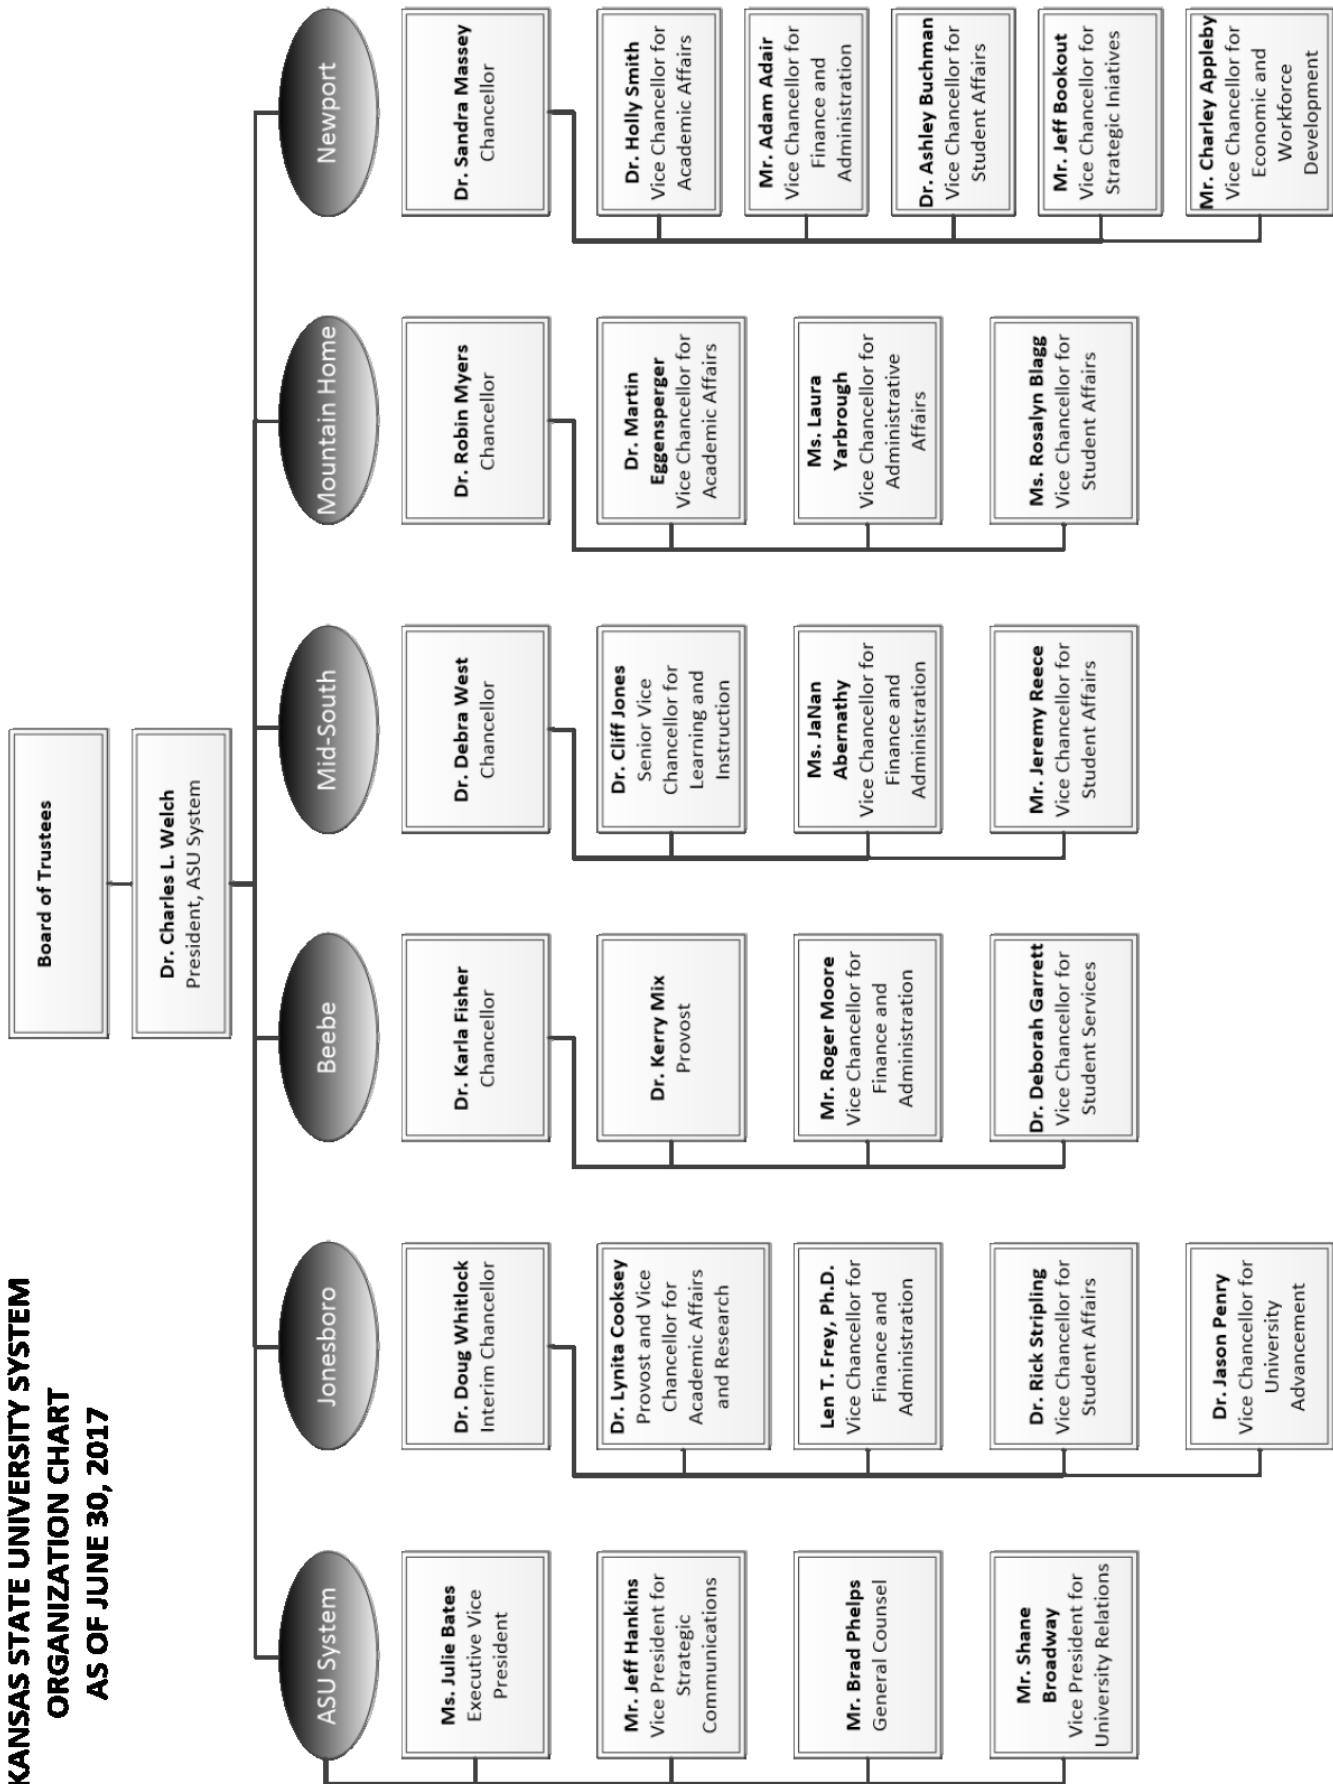 KANSAS STATE UNIVERSITY SYSTEM
ORGANIZATION CHART
AS OF JUNE 30, 2017
Board of Trustees
Dr. Charles L. Welch
President, ASU System
ASU System
Ms. Julie Bates
Executive Vice
President
Mr. Jeff Hankins
Vice President for
Strategic
Communications
Mr. Brad Phelps
General Counsel
Mr. Shane
Broadway
Vice President for
University Relations
Jonesboro
Dr. Doug Whitlock
Interim Chancellor
Dr. Lynita Cooksey
Provost and Vice
Chancellor for
Academic Affairs
and Research
Len T. Frey, Ph.D.
Vice Chancellor for
Finance and
Administration
Dr. Rick Stripling
Vice Chancellor for
Student Affairs
Dr. Jason Penry
Vice Chancellor for
University
Advancement
Beebe
Dr. Karla Fisher
Chancellor
Dr. Kerry Mix
Provost
Mr. Roger Moore
Vice Chancellor for
Finance and
Administration
Dr. Deborah Garrett
Vice Chancellor for
Student Services
Mid-South
Dr. Debra West
Chancellor
Dr. Cliff Jones
Senior Vice
Chancellor for
Learning and
Instruction
Ms. JaNan
Abernathy
Vice Chancellor for
Finance and
Administration
Mr. Jeremy Reece
Vice Chancellor for
Student Affairs
Mountain Home
Dr. Robin Myers
Chancellor
Dr. Martin
Eggensperger
Vice Chancellor for
Academic Affairs
Ms. Laura
Yarbrough
Vice Chancellor for
Administrative
Affairs
Ms. Rosalyn Blagg
Vice Chancellor for
Student Affairs
Newport
Dr. Sandra Massey
Chancellor
Dr. Holly Smith
Vice Chancellor for
Academic Affairs
Mr. Adam Adair
Vice Chancellor for
Finance and
Administration
Dr. Ashley Buchman
Vice Chancellor for
Student Affairs
Mr. Jeff Bookout
Vice Chancellor for
Strategic Iniatives
Mr. Charley Appleby
Vice Chancellor for
Economic and
Workforce
Development